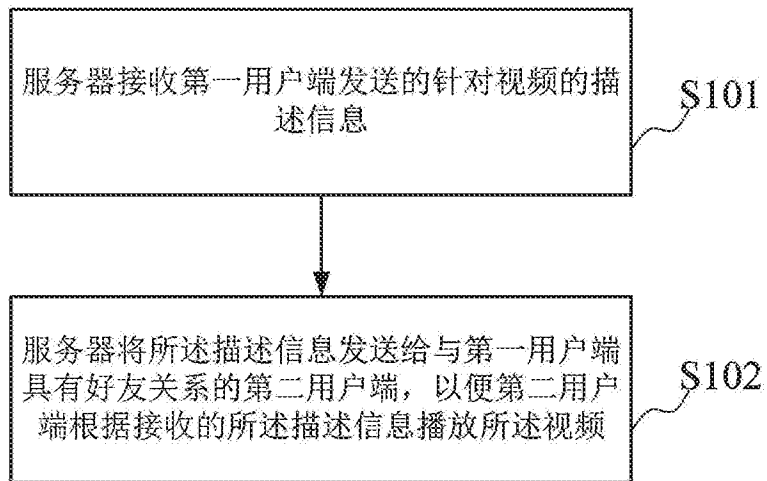 服务器接收第一用户端发送的针对视频的描
述信息
S101
服务器将所述描述信息发送给与第一用户端
具有好友关系的第二用户端，以便第二用户
端根据接收的所述描述信息播放所述视频
S102